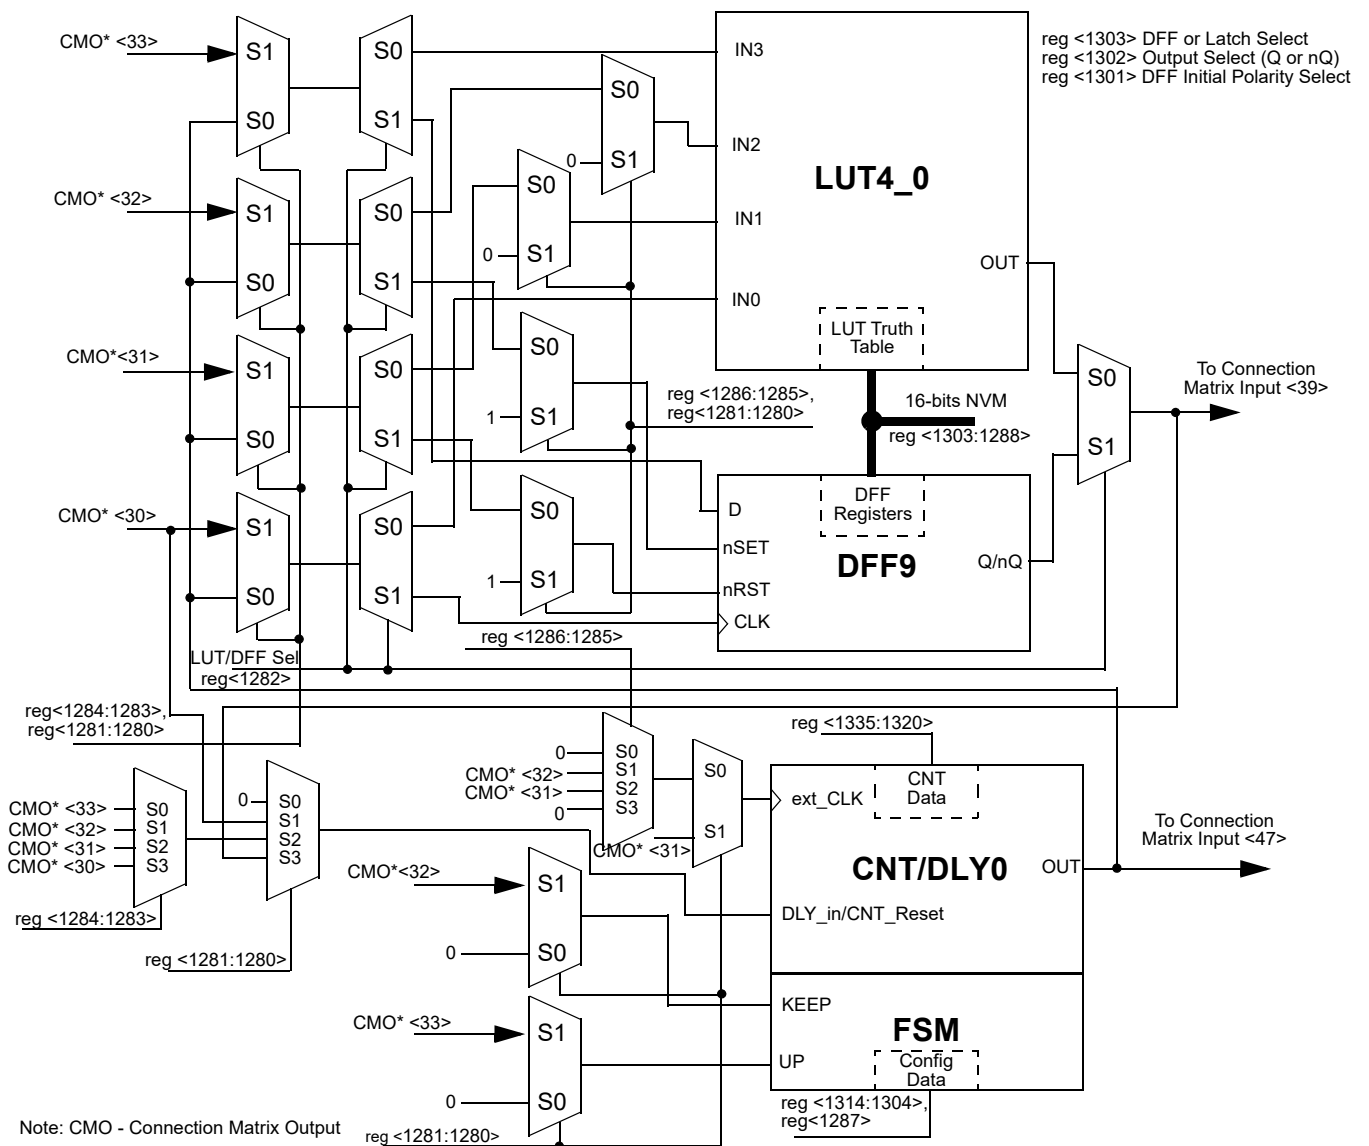 CMO* <33>
S1
S0
S0
S1
S0
S1
0
IN3
IN2
LUT4_0
reg <1303> DFF or Latch Select
reg <1302> Output Select (Q or nQ)
reg <1301> DFF Initial Polarity Select
CMO* <32>
S1
S0
S0
S1
S0
S1
0
IN1
IN0
OUT
LUT Truth
Table
CMO*<31>
S1
S0
S0
S1
S0
S1
1
reg <1286:1285>,
reg<1281:1280>
16-bits NVM
reg <1303:1288>
S0
S1
To Connection
Matrix Input <39>
CMO* <30>
S1
S0
S0
S1
S0
S1
1
D
nSET
nRST
CLK
DFF
Registers
DFF9
Q/nQ
LUT/DFF Sel
reg<1282>
reg <1286:1285>
reg<1284:1283>,
reg<1281:1280>
CMO* <33>
CMO* <32>
CMO* <31>
CMO* <30>
S0
S1
S2
S3
0
S0
S1
S2
S3
reg <1284:1283>
reg <1281:1280>
0
CMO* <32>
CMO* <31>
0
S0
S1
S2
S3
S0
S1
CMO* <31>
reg <1335:1320>
CNT
Data
ext_CLK
CNT/DLY0
OUT
To Connection
Matrix Input <47>
DLY_in/CNT_Reset
CMO*<32>
S1
0
S0
KEEP
FSM
CMO* <33>
S1
0
S0
UP
Config
Data
reg <1314:1304>,
reg<1287>
reg <1281:1280>
Note: CMO - Connection Matrix Output